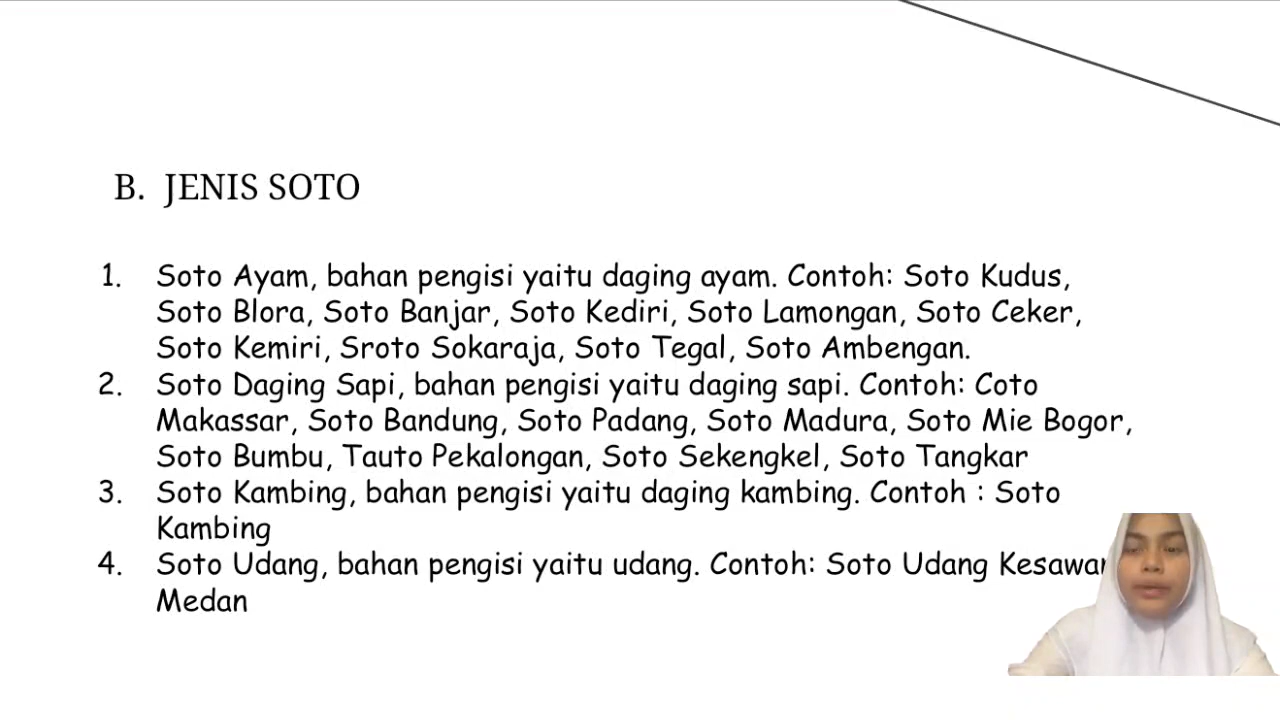 B. JENIS SOTO
1. Soto Ayam, bahan pengisi yaitu daging ayam. Contoh: Soto Kudus,
Soto Blora, Soto Banjar, Soto Kediri, Soto Lamongan, Soto Ceker,
Soto Kemiri, Sroto Sokaraja, Soto Tegal, Soto Ambengan.
2. Soto Daging Sapi, bahan pengisi yaitu daging sapi. Contoh: Coto
Makassar, Soto Bandung, Soto Padang, Soto Madura, Soto Mie Bogor,
Soto Bumbu, Tauto Pekalongan, Soto Sekengkel, Soto Tangkar
3. Soto Kambing, bahan pengisi yaitu daging kambing. Contoh : Soto
Kambing
4. Soto Udang, bahan pengisi yaitu udang. Contoh: Soto Udang
Medan